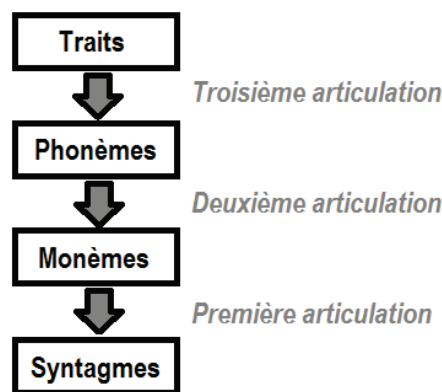 Traits
Troisième articulation
Phonèmes
Deuxième articulation
Monèmes
Première articulation
Syntagmes